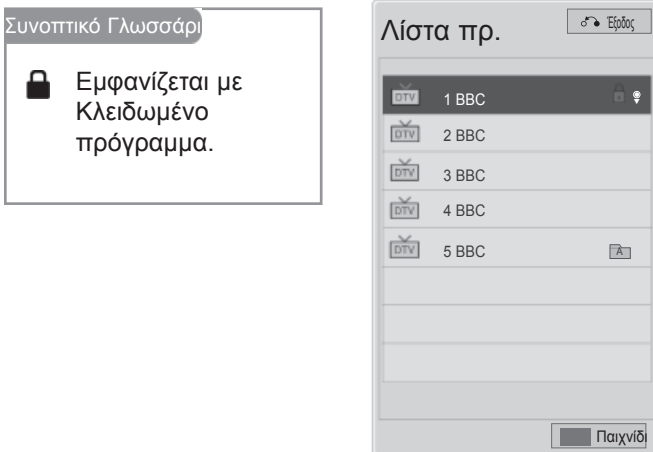 Συνοπτικό Γλωσσάρι
Εμφανίζεται με
Κλειδωμένο
πρόγραμμα.
Λίστα πρ.
Έξοδος
DTV 1 BBC
DTV 2 BBC
DTV 3 BBC
DTV 4 BBC
DTV 5 BBC A
Παιχνίδι